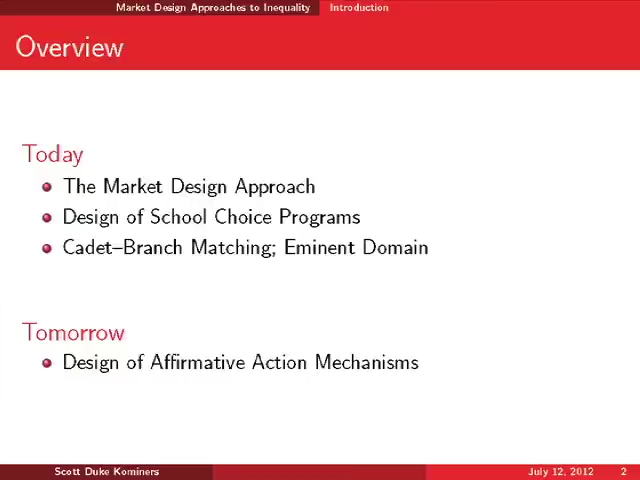 Market Design Approaches to Inequality Introduction
Overview
Today
The Market Design Approach
Design of School Choice Programs
Cadet–Branch Matching; Eminent Domain
Tomorrow
Design of Affirmative Action Mechanisms
Scott Duke Kominers July 12, 2012 2